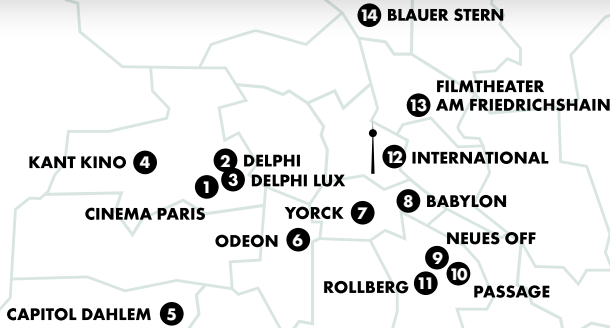 14 BLAUER STERN
FILMTHEATER
13 AM FRIEDRICHSHAIN
KANT KINO 4
2 DELPHI
12 INTERNATIONAL
3 DELPHI LUX
1
CINEMA PARIS
8 BABYLON
YORCK 7
ODEON 6
NEUES OFF
9
10
ROLLBERG 11
PASSAGE
CAPITOL DAHLEM 5